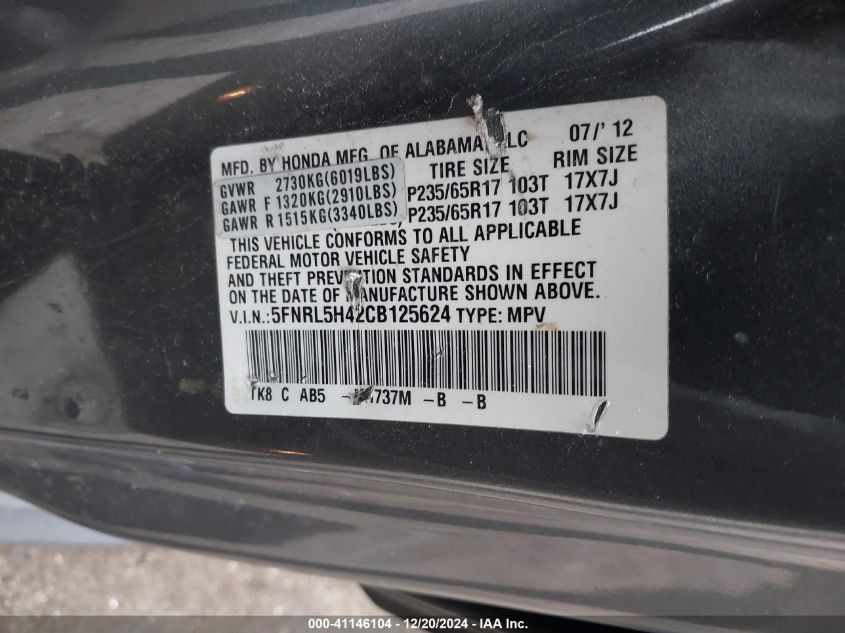 MFG. BY HONDA MFG. OF ALABAMA, LLC 07/'12
TIRE SIZE RIM SIZE
GVWR 2730KG(6019LBS)
GAWR F 1320KG(2910LBS) P235/65R17 103T 17X7J
GAWR R 1515KG(3340LBS) P235/65R17 103T 17X7J
THIS VEHICLE CONFORMS TO ALL APPLICABLE
FEDERAL MOTOR VEHICLE SAFETY
AND THEFT PREVENTION STANDARDS IN EFFECT
ON THE DATE OF MANUFACTURE SHOWN ABOVE.
V.I.N.:5FNRL5H42CB125624 TYPE: MPV
TK8 C AB5 -B -B
000-41146104 - 12/20/2024 - IAA Inc.